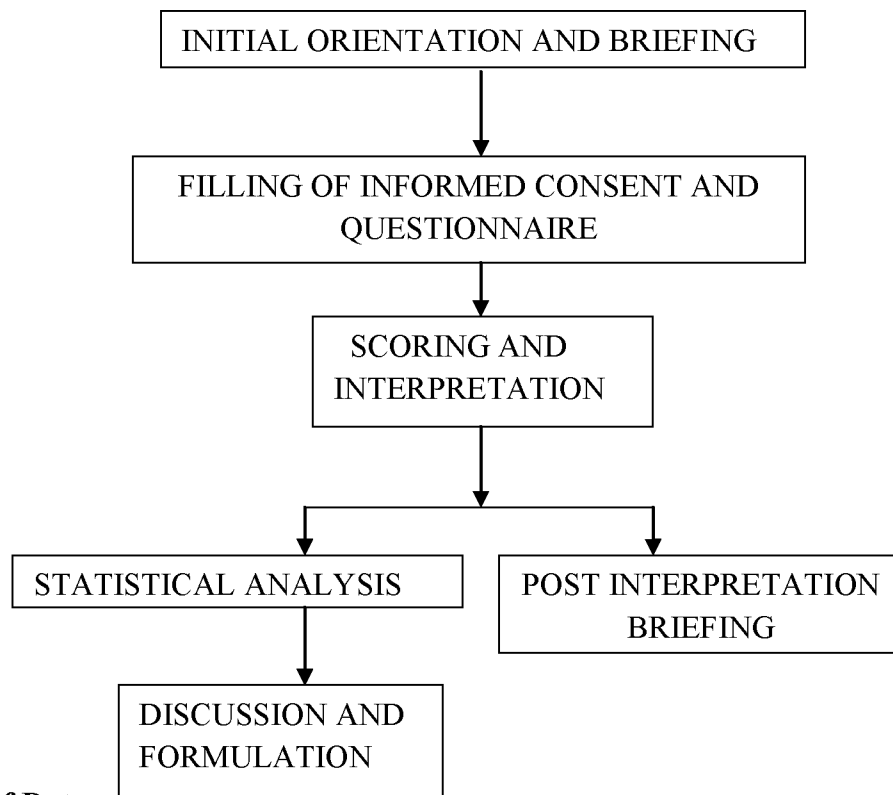 INITIAL ORIENTATION AND BRIEFING
FILLING OF INFORMED CONSENT AND
QUESTIONNAIRE
SCORING AND
INTERPRETATION
STATISTICAL ANALYSIS
POST INTERPRETATION
BRIEFING
DISCUSSION AND
FORMULATION